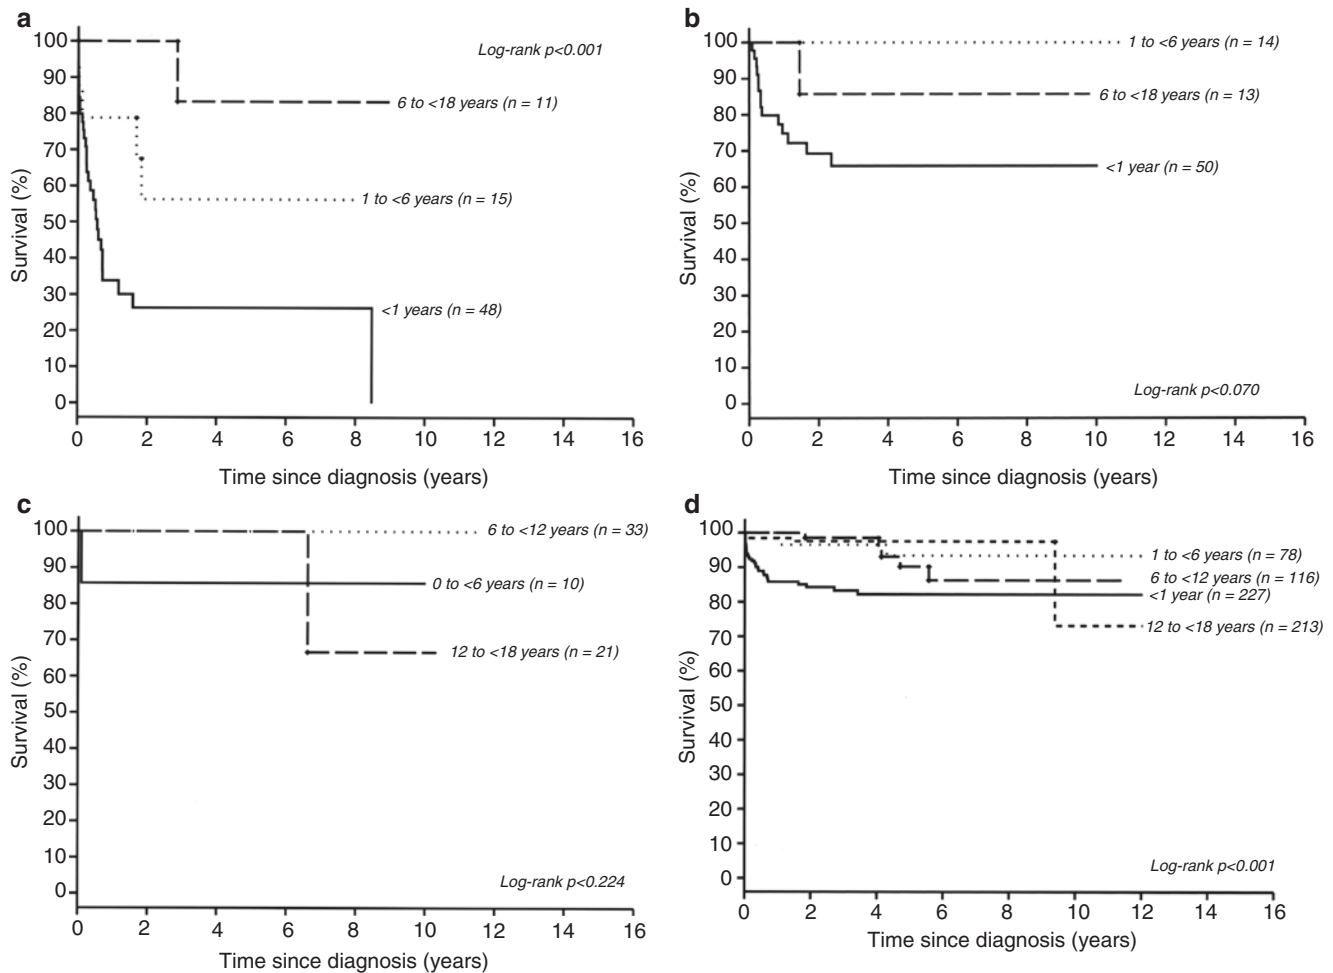 a
Log-rank p<0.001
100
90
80
70
60
50
40
30
20
10
0
Survival (%)
6 to <18 years (n = 11)
1 to <6 years (n = 15)
<1 years (n = 48)
0 2 4 6 8 10 12 14 16
Time since diagnosis (years)
b
100
90
80
70
60
50
40
30
20
10
0
Survival (%)
1 to <6 years (n = 14)
6 to <18 years (n = 13)
<1 year (n = 50)
Log-rank p<0.070
0 2 4 6 8 10 12 14 16
Time since diagnosis (years)
c
100
90
80
70
60
50
40
30
20
10
0
Survival (%)
6 to <12 years (n = 33)
0 to <6 years (n = 10)
12 to <18 years (n = 21)
Log-rank p<0.224
0 2 4 6 8 10 12 14 16
Time since diagnosis (years)
d
100
90
80
70
60
50
40
30
20
10
0
Survival (%)
1 to <6 years (n = 78)
6 to <12 years (n = 116)
<1 year (n = 227)
12 to <18 years (n = 213)
Log-rank p<0.001
0 2 4 6 8 10 12 14 16
Time since diagnosis (years)